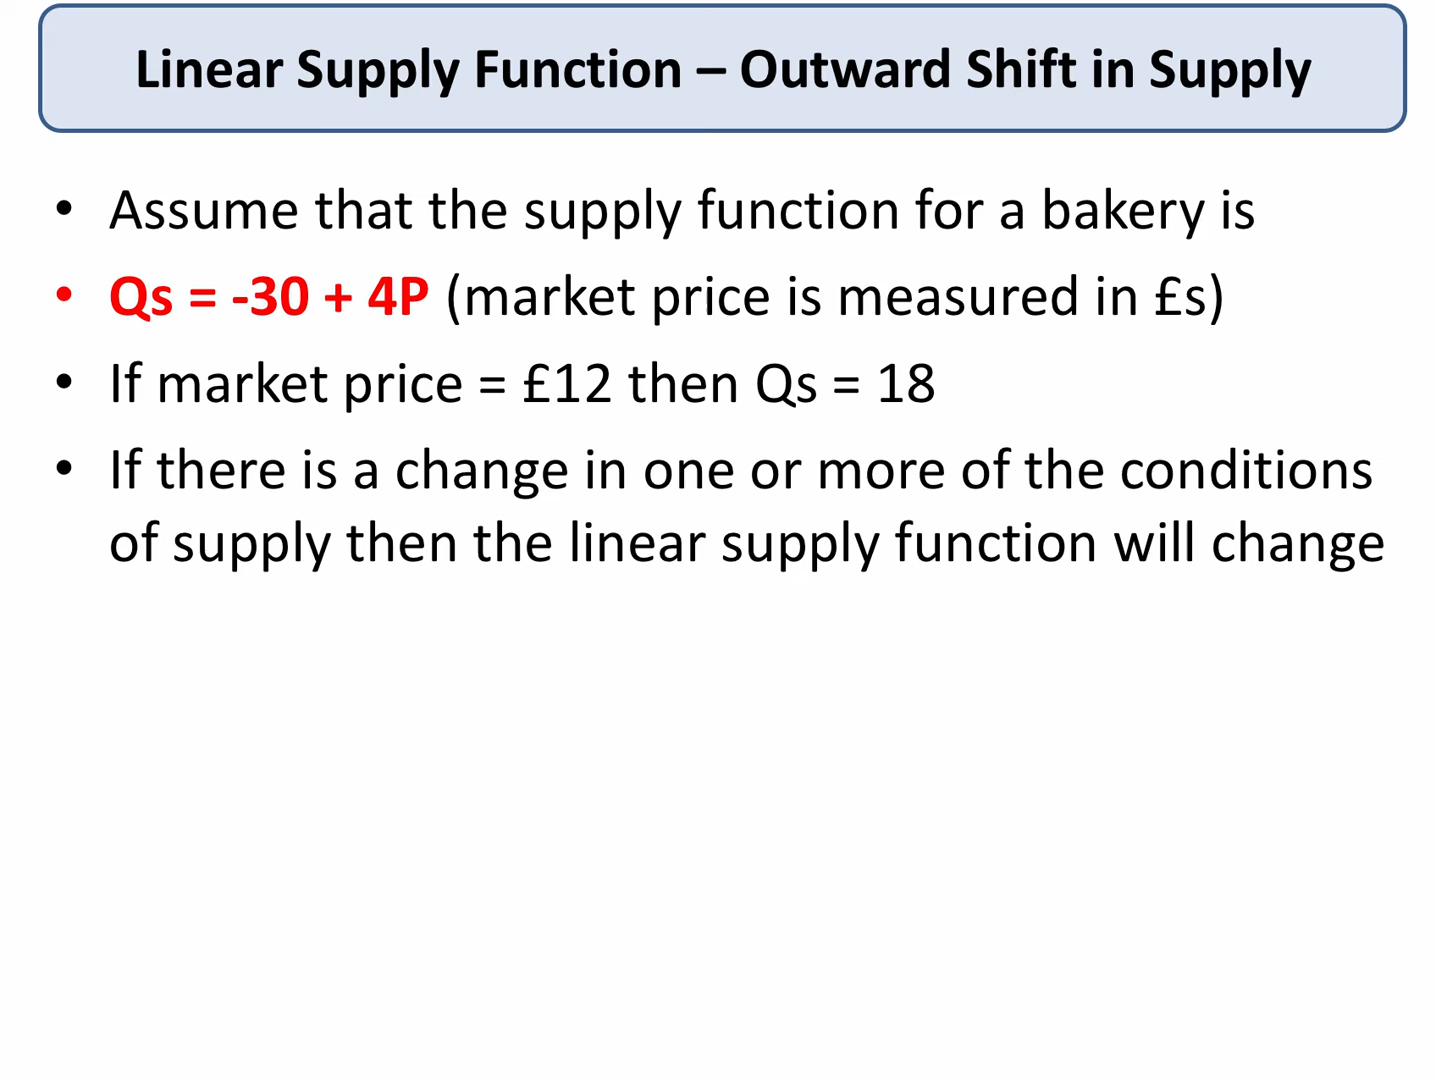 Linear Supply Function – Outward Shift in Supply
• Assume that the supply function for a bakery is
• Qs = -30 + 4P (market price is measured in £s)
• If market price = £12 then Qs = 18
• If there is a change in one or more of the conditions
of supply then the linear supply function will change